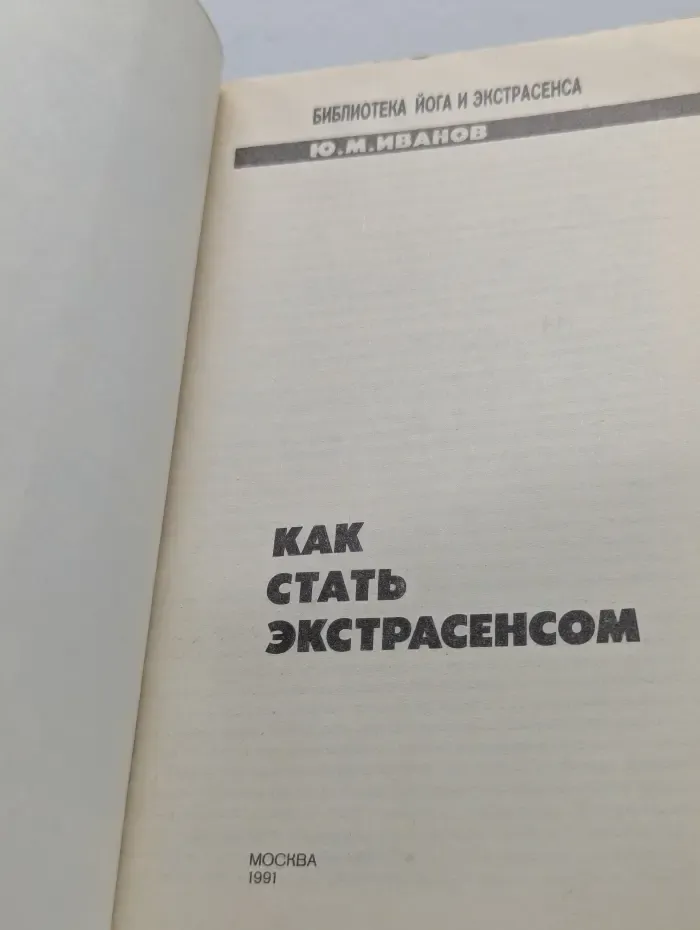 БИБЛИОТЕКА ЙОГА И ЭКСТРАСЕНСА
Ю.М.ИВАНОВ
КАК
СТАТЬ
ЭКСТРАСЕНСОМ
МОСКВА
1991